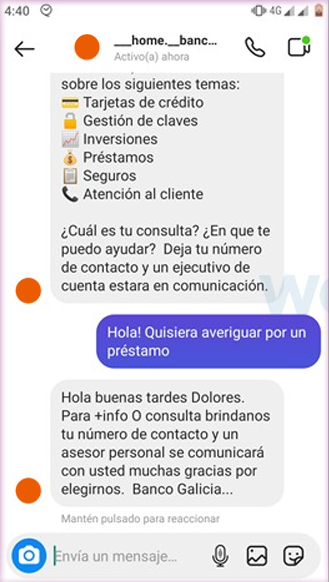 4:40
4G
___home.__banc...
Activo(a) ahora
sobre los siguientes temas:
💳 Tarjetas de crédito
🔒 Gestión de claves
📈 Inversiones
💰 Préstamos
📋 Seguros
📞 Atención al cliente
¿Cuál es tu consulta? ¿En que te
puedo ayudar? Deja tu número
de contacto y un ejecutivo de
cuenta estara en comunicación.
Hola! Quisiera averiguar por un
préstamo
Hola buenas tardes Dolores.
Para +info O consulta brindanos
tu número de contacto y un
asesor personal se comunicará
con usted muchas gracias por
elegirnos. Banco Galicia...
Mantén pulsado para reaccionar
Envía un mensaje...